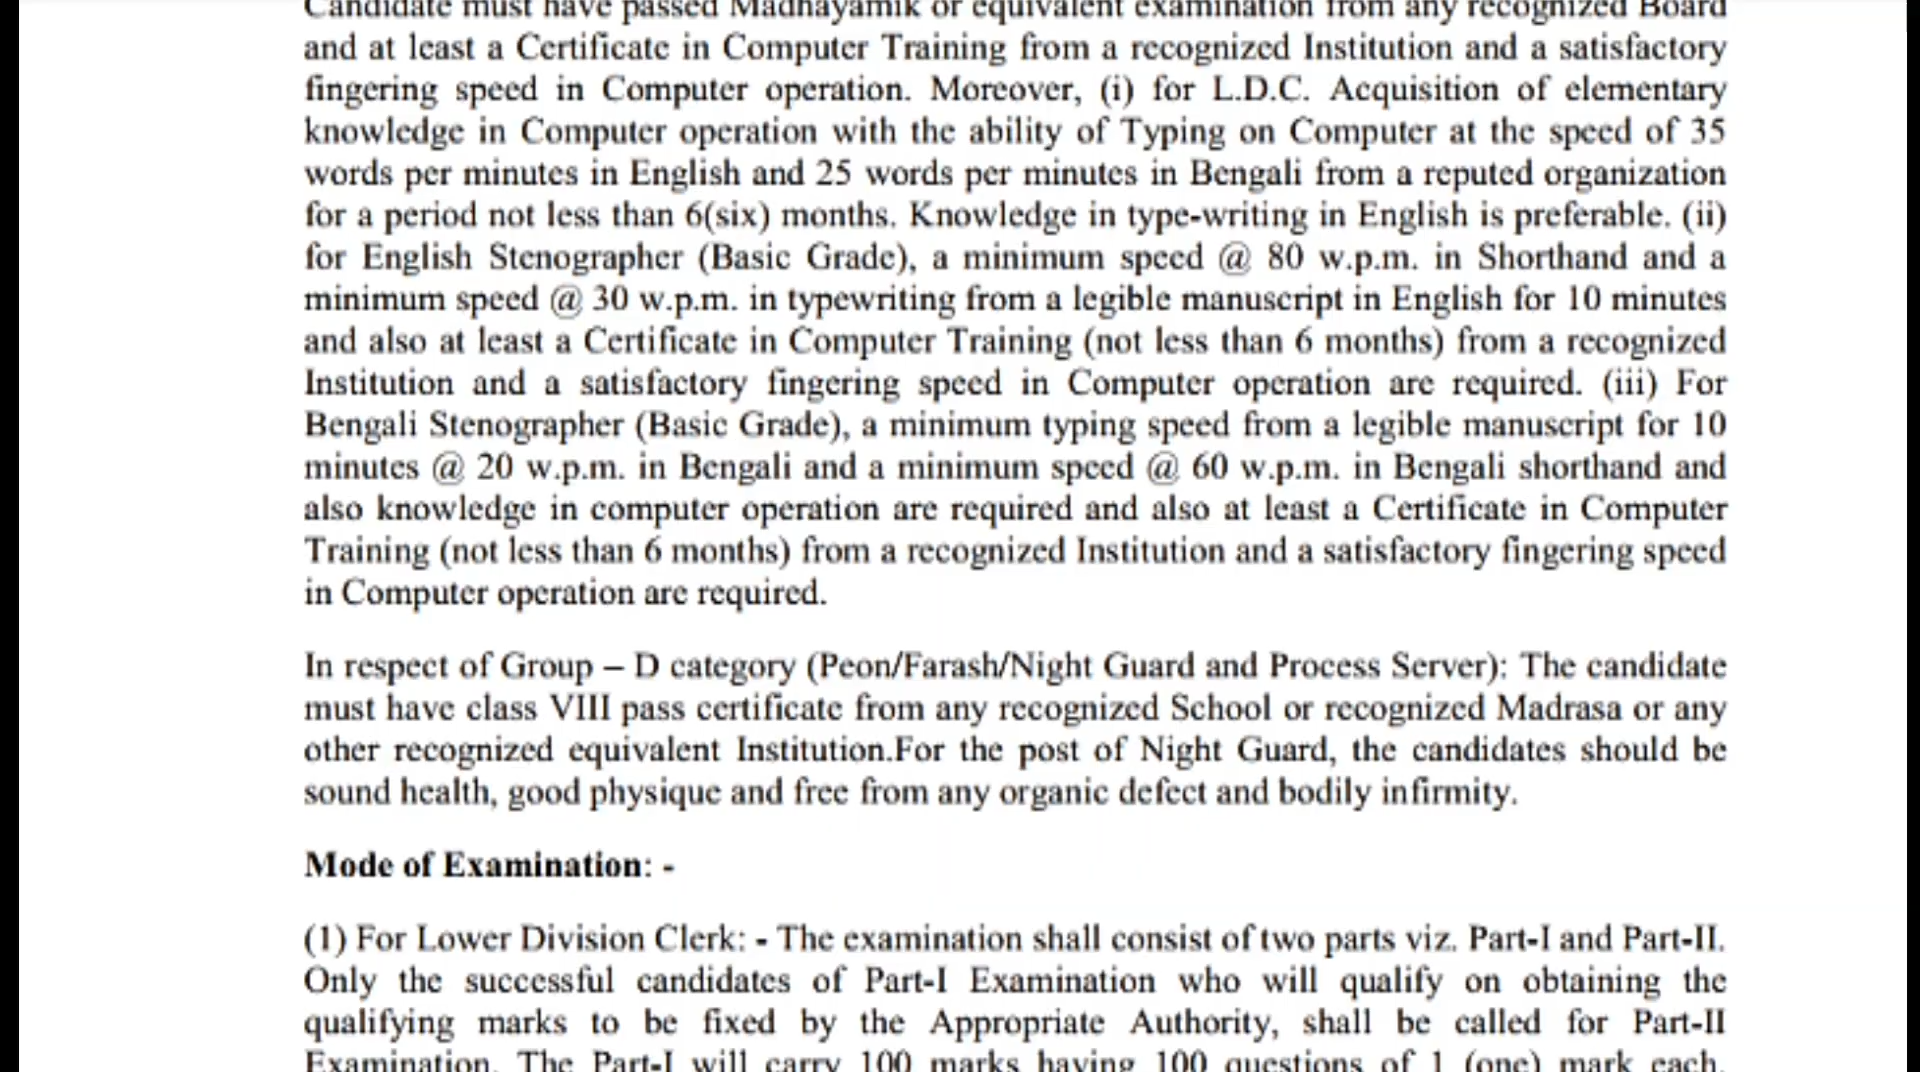 Candidate must have passed Madhayamik or equivalent examination from any recognized Board
and at least a Certificate in Computer Training from a recognized Institution and a satisfactory
fingering speed in Computer operation. Moreover, (i) for L.D.C. Acquisition of elementary
knowledge in Computer operation with the ability of Typing on Computer at the speed of 35
words per minutes in English and 25 words per minutes in Bengali from a reputed organization
for a period not less than 6(six) months. Knowledge in type-writing in English is preferable. (ii)
for English Stenographer (Basic Grade), a minimum speed @ 80 w.p.m. in Shorthand and a
minimum speed @ 30 w.p.m. in typewriting from a legible manuscript in English for 10 minutes
and also at least a Certificate in Computer Training (not less than 6 months) from a recognized
Institution and a satisfactory fingering speed in Computer operation are required. (iii) For
Bengali Stenographer (Basic Grade), a minimum typing speed from a legible manuscript for 10
minutes @ 20 w.p.m. in Bengali and a minimum speed @ 60 w.p.m. in Bengali shorthand and
also knowledge in computer operation are required and also at least a Certificate in Computer
Training (not less than 6 months) from a recognized Institution and a satisfactory fingering speed
in Computer operation are required.
In respect of Group – D category (Peon/Farash/Night Guard and Process Server): The candidate
must have class VIII pass certificate from any recognized School or recognized Madrasa or any
other recognized equivalent Institution.For the post of Night Guard, the candidates should be
sound health, good physique and free from any organic defect and bodily infirmity.
Mode of Examination: -
(1) For Lower Division Clerk: - The examination shall consist of two parts viz. Part-I and Part-II.
Only the successful candidates of Part-I Examination who will qualify on obtaining the
qualifying marks to be fixed by the Appropriate Authority, shall be called for Part-II
Examination. The Part-I will carry 100 marks having 100 questions of 1 (one) mark each.